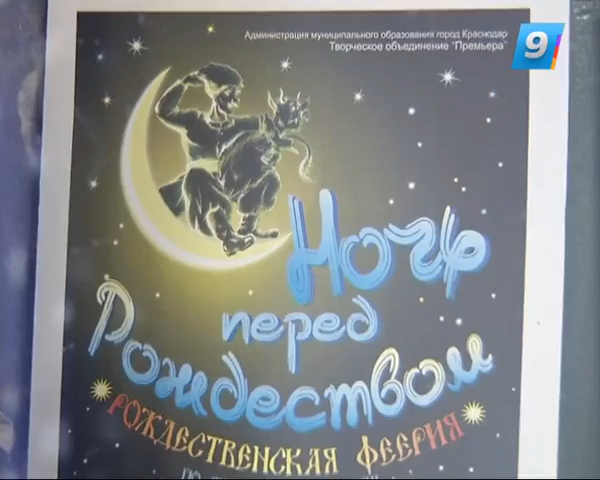 Администрация муниципального образования город Краснодар
Творческое объединение "Премьера"
9
Ночь
перед
Рождеством
РОЖДЕСТВЕНСКАЯ ФЕЕРИЯ